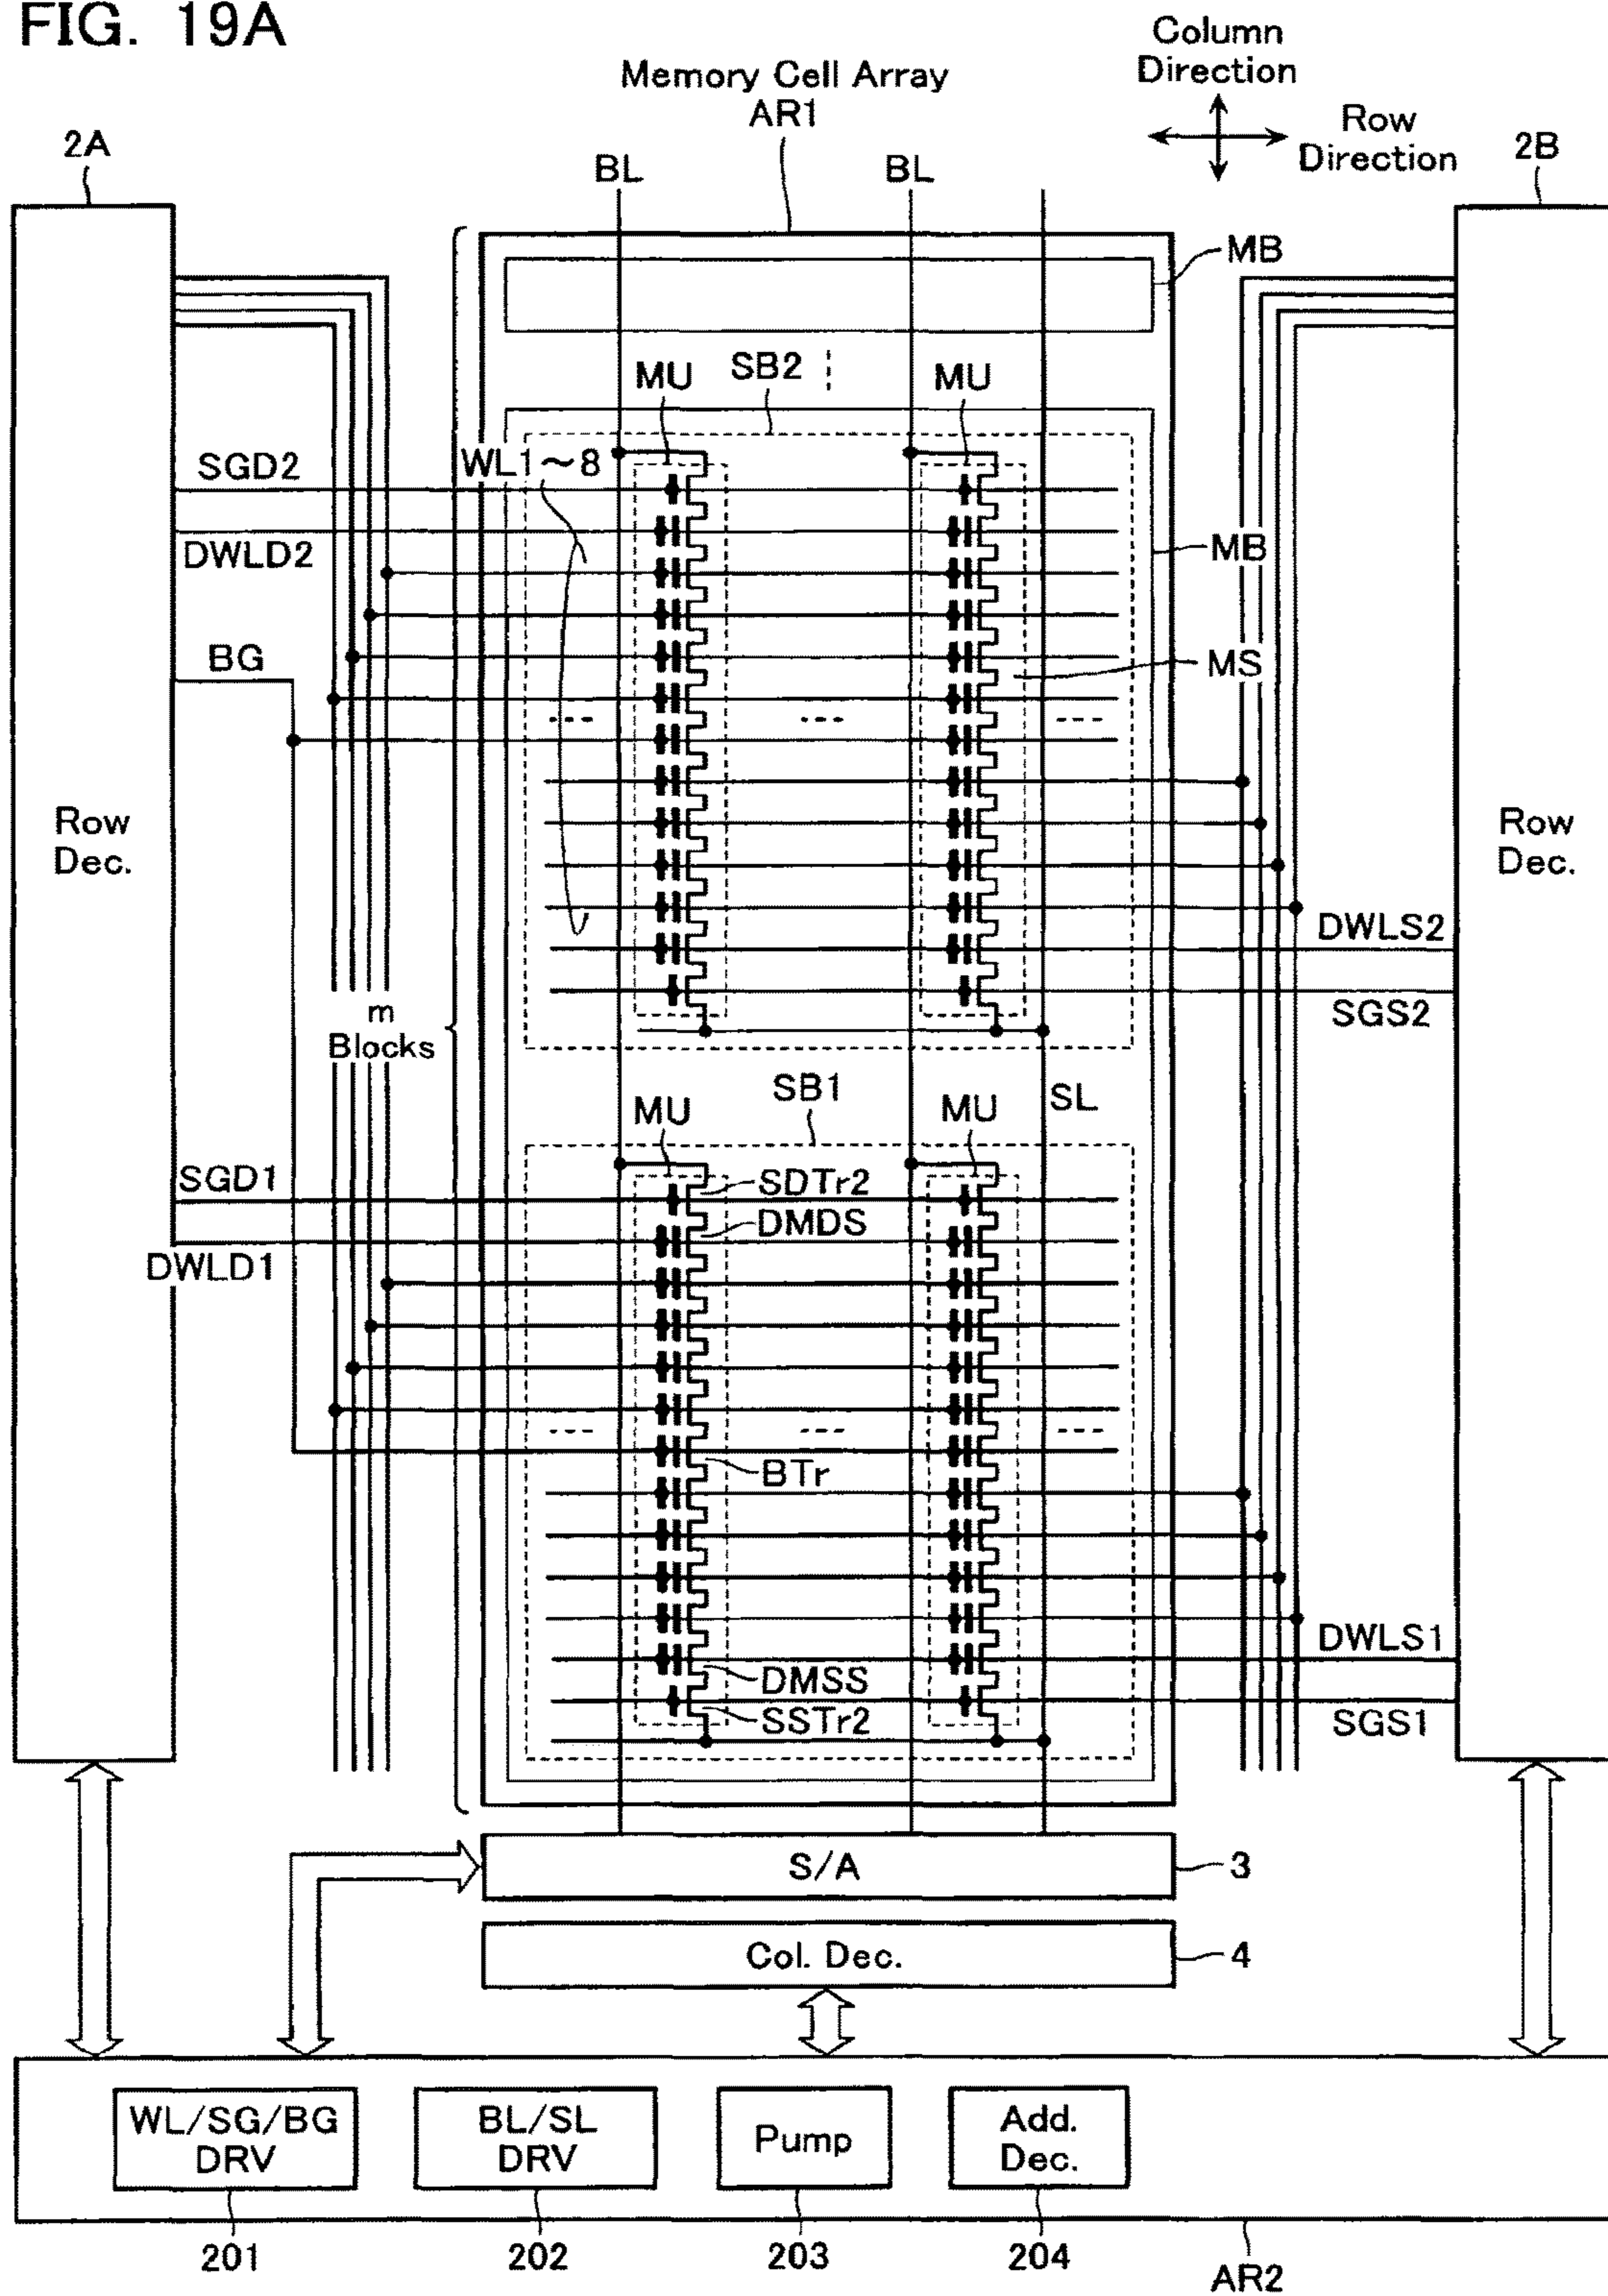 FIG. 19A
Column
Direction
Row
Direction
Memory Cell Array
AR1
2A
2B
BL
BL
MB
SB2
MU
MU
WL1～8
SGD2
DWLD2
MB
BG
MS
Row
Dec.
Row
Dec.
DWLS2
SGS2
m
Blocks
SB1
SL
MU
MU
SGD1
SDTr2
DMDS
DWLD1
BTr
DWLS1
DMSS
SSTr2
SGS1
S/A
3
Col. Dec.
4
WL/SG/BG
DRV
BL/SL
DRV
Pump
Add.
Dec.
201
202
203
204
AR2